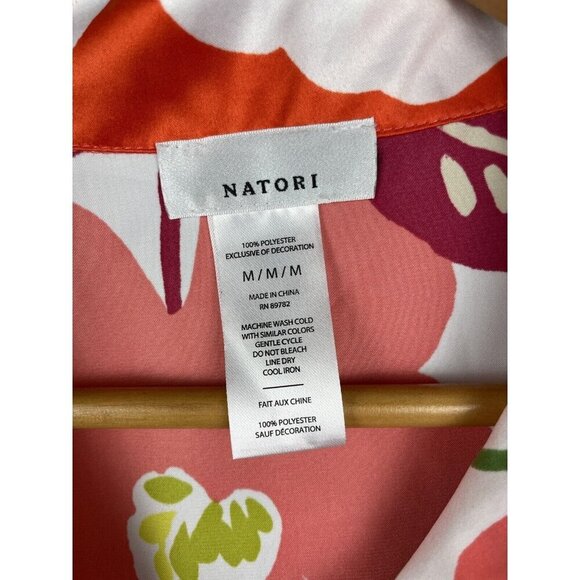 NATORI
100% POLYESTER
EXCLUSIVE OF DECORATION
M / M / M
MADE IN CHINA
RN 89782
MACHINE WASH COLD
WITH SIMILAR COLORS
GENTLE CYCLE
DO NOT BLEACH
LINE DRY
COOL IRON
FAIT AUX CHINE
100% POLYESTER
SAUF DÉCORATION